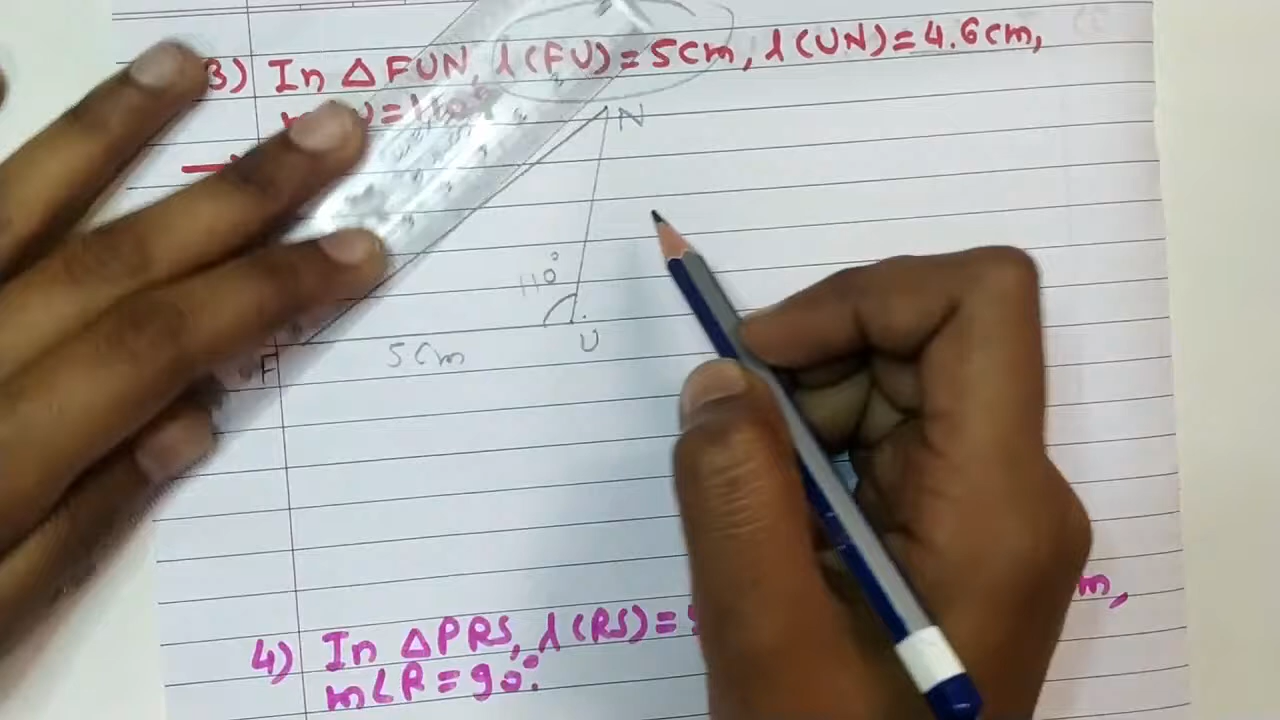 3) In △FUN, l(FU)=5cm, l(UN)=4.6cm,
N
110°
F 5cm U
4) In △PRS, l(RS)=
m∠R=90°.